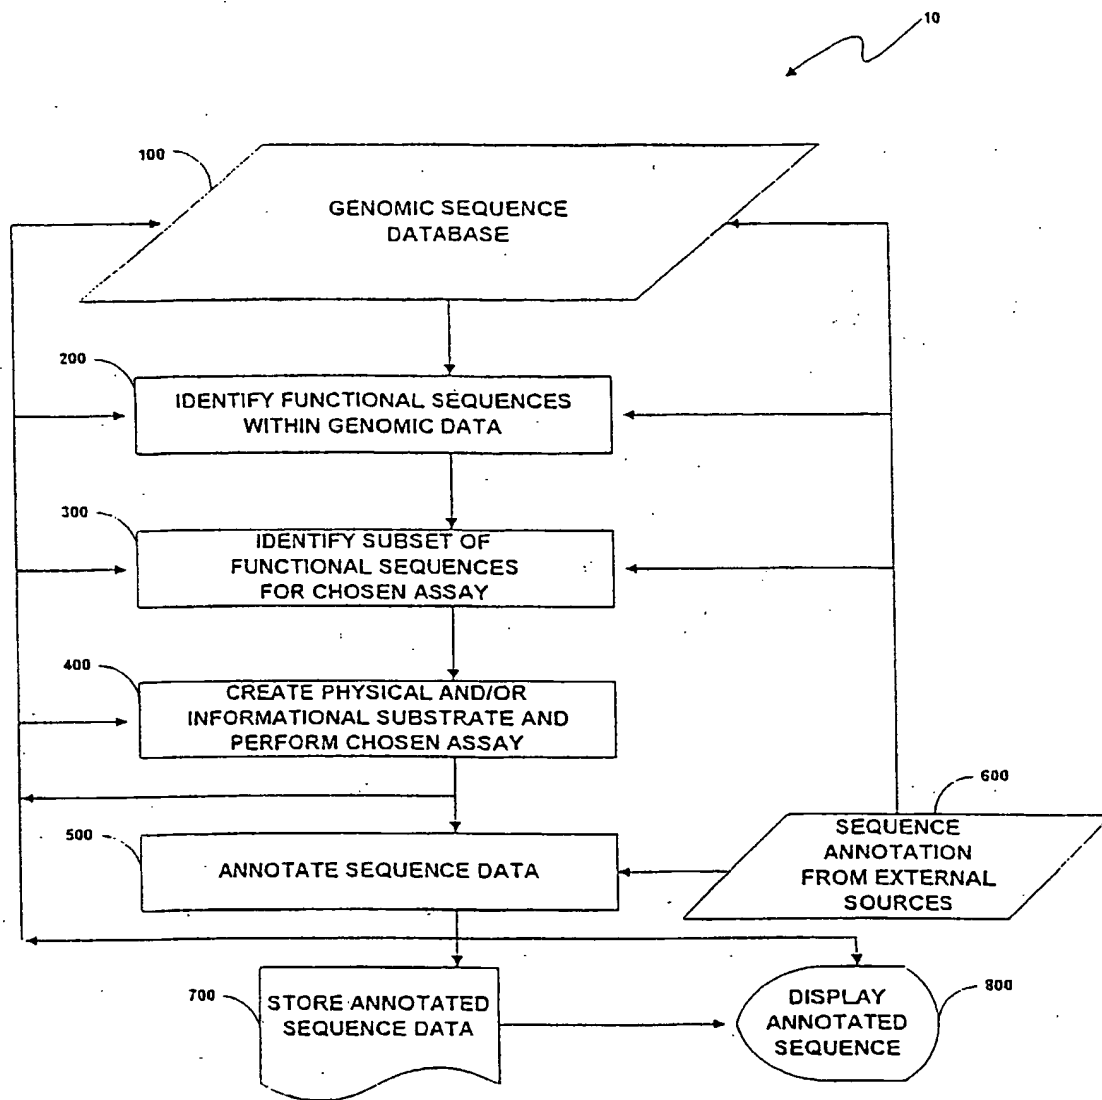 10
100
GENOMIC SEQUENCE
DATABASE
200
IDENTIFY FUNCTIONAL SEQUENCES
WITHIN GENOMIC DATA
300
IDENTIFY SUBSET OF
FUNCTIONAL SEQUENCES
FOR CHOSEN ASSAY
400
CREATE PHYSICAL AND/OR
INFORMATIONAL SUBSTRATE AND
PERFORM CHOSEN ASSAY
500
ANNOTATE SEQUENCE DATA
600
SEQUENCE
ANNOTATION
FROM EXTERNAL
SOURCES
700
STORE ANNOTATED
SEQUENCE DATA
800
DISPLAY
ANNOTATED
SEQUENCE